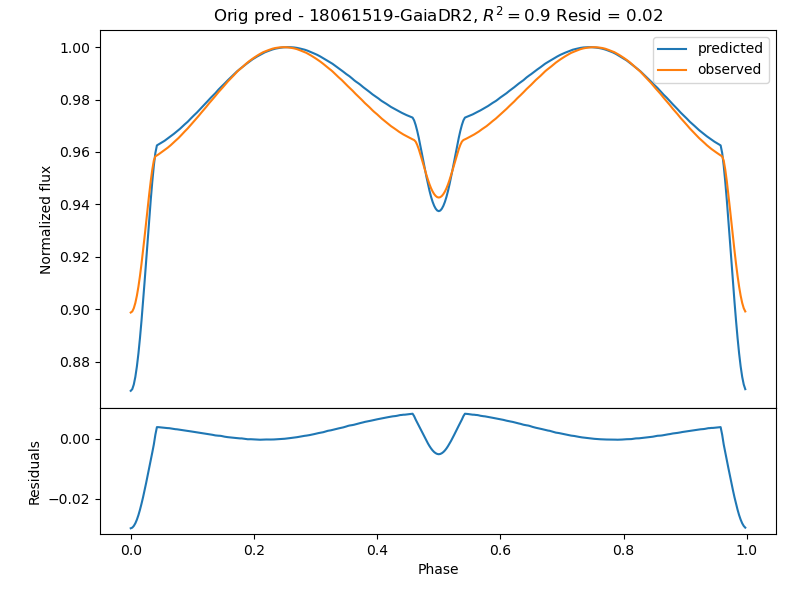 Orig pred - 18061519-GaiaDR2, R² = 0.9 Resid = 0.02
predicted
observed
1.00
0.98
0.96
0.94
0.92
0.90
0.88
Normalized flux
0.00
−0.02
Residuals
0.0 0.2 0.4 0.6 0.8 1.0
Phase